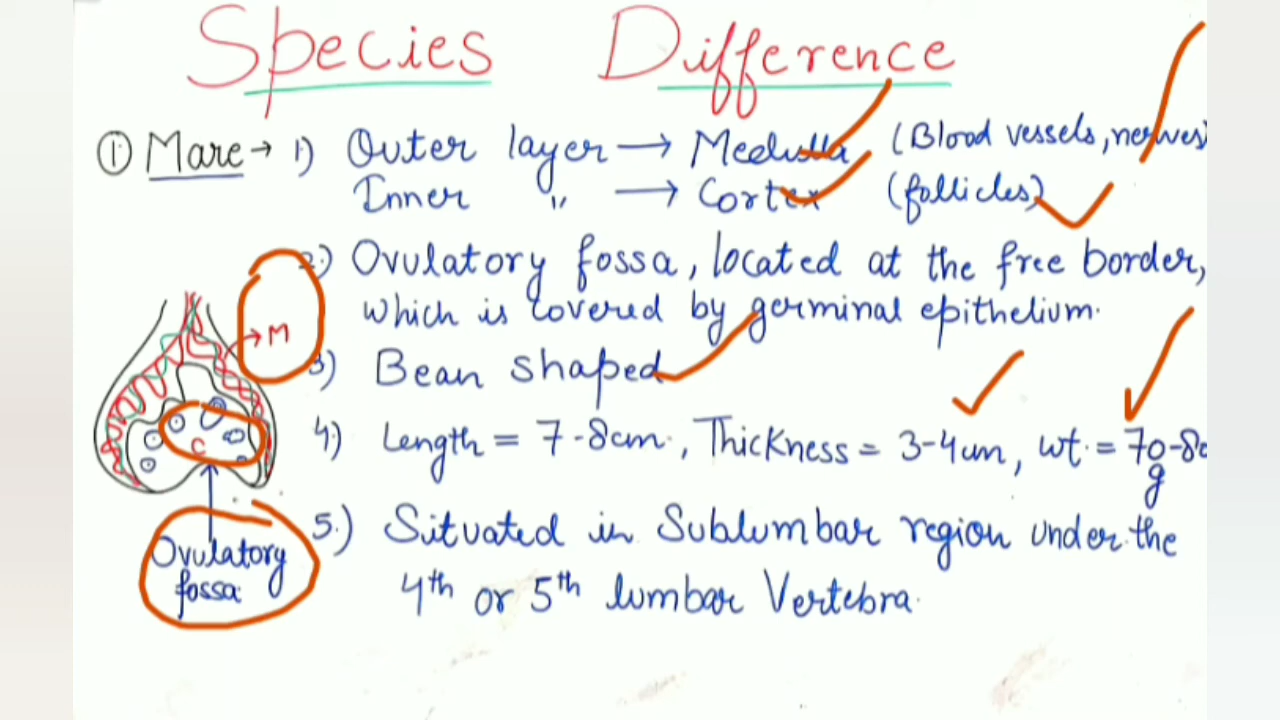 Species Difference
① Mare → 1) Outer layer → Medulla (Blood vessels, nerves)
Inner " → Cortex (follicles)
2.) Ovulatory fossa, located at the free border,
which is covered by germinal epithelium.
→ M
3) Bean shaped
4.) Length = 7-8cm, Thickness = 3-4cm, wt. = 70-80
g
C
5.) Situated in Sublumbar region under the
4th or 5th lumbar Vertebra.
Ovulatory
fossa